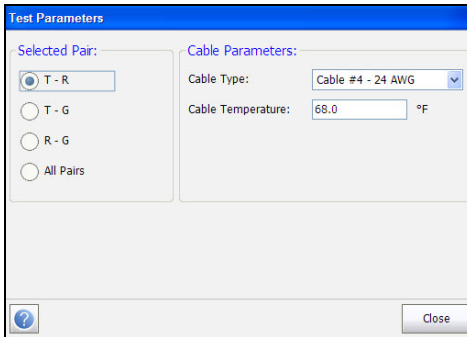 Test Parameters
Selected Pair:
T - R
T - G
R - G
All Pairs
Cable Parameters:
Cable Type: Cable #4 - 24 AWG
Cable Temperature: 68.0 °F
?
Close